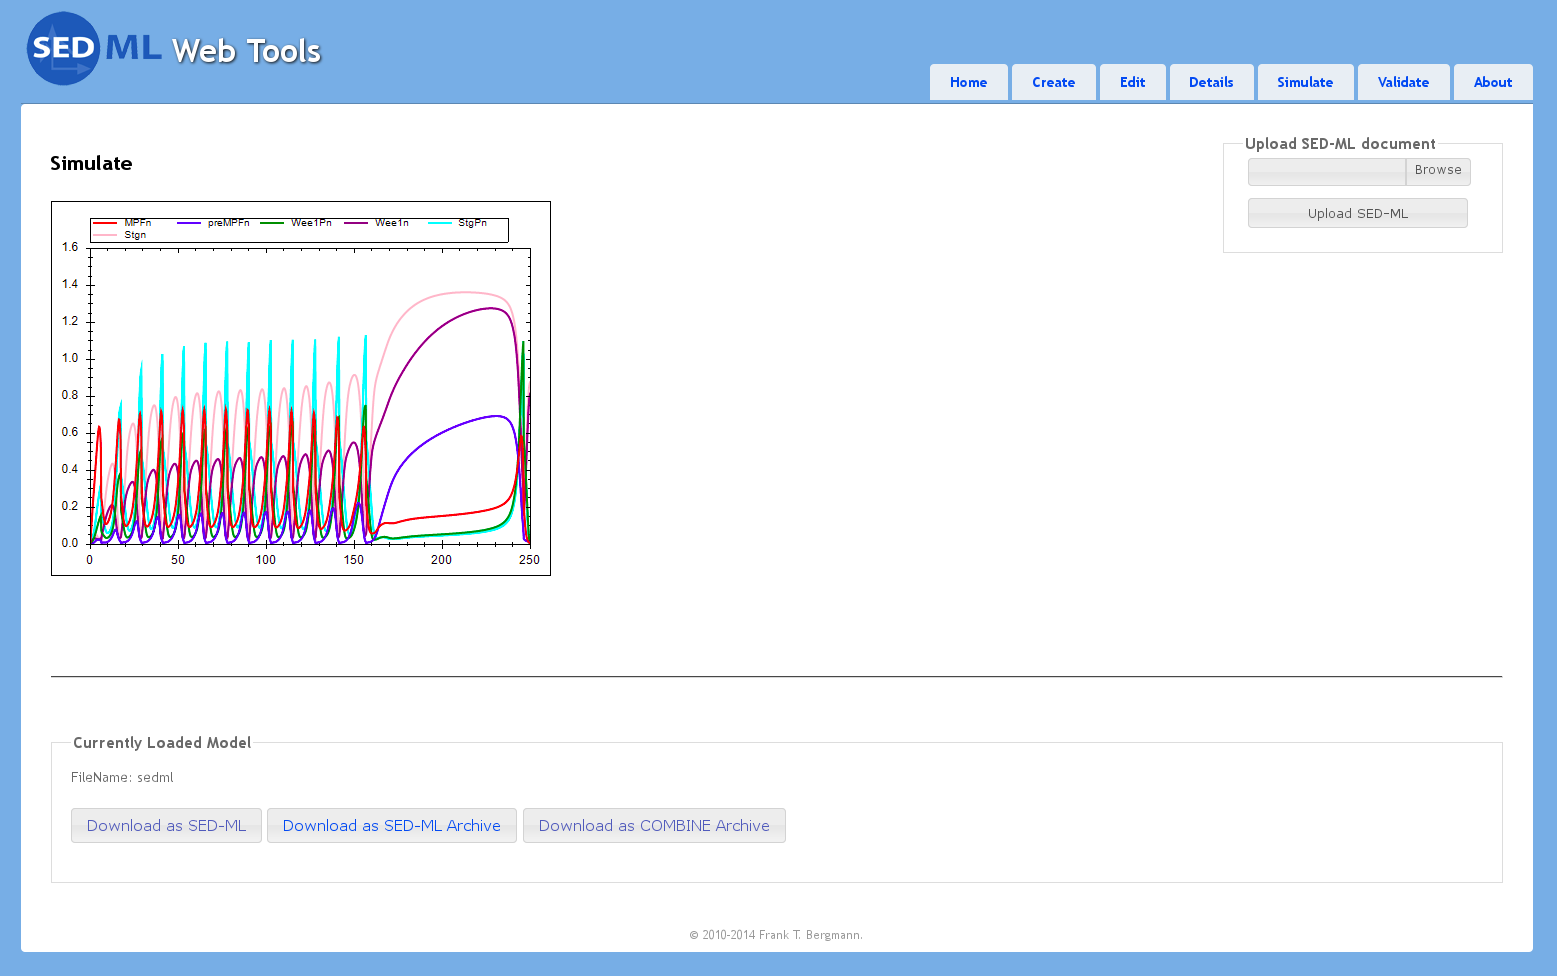 SED ML Web Tools
Home Create Edit Details Simulate Validate About
Simulate
Upload SED-ML document
Browse
Upload SED-ML
MPFn preMPFn Wee1Pn Wee1n StgPn
Stgn
1.6
1.4
1.2
1.0
0.8
0.6
0.4
0.2
0.0
0 50 100 150 200 250
Currently Loaded Model
FileName: sedml
Download as SED-ML Download as SED-ML Archive Download as COMBINE Archive
© 2010-2014 Frank T. Bergmann.